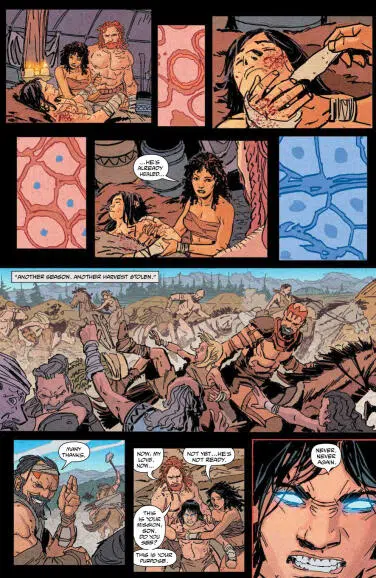 ...HE'S
ALREADY
HEALED...
"ANOTHER SEASON. ANOTHER HARVEST STOLEN."
MANY
THANKS.
NOW, MY
LOVE.
NOW...
NOT YET...HE'S
NOT READY.
THIS IS
YOUR
MISSION,
SON.
DO YOU
SEE?
THIS IS YOUR
PURPOSE.
NEVER.
NEVER
AGAIN.